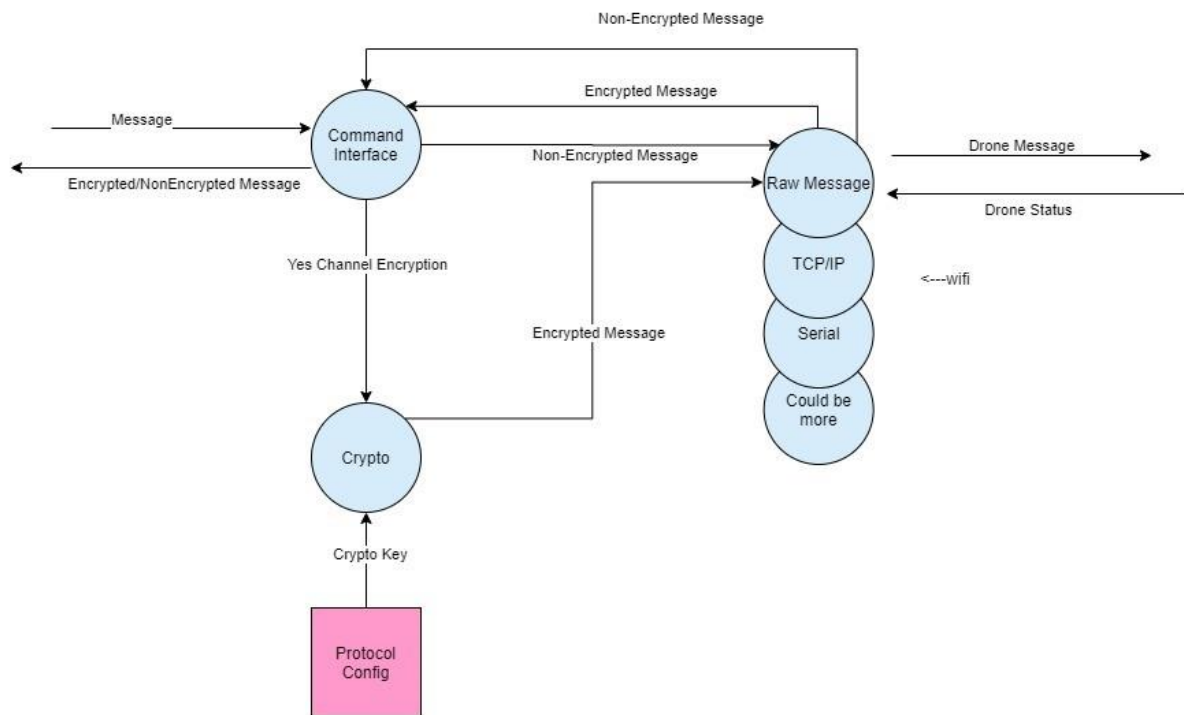 Non-Encrypted Message
Encrypted Message
Message
Command
Interface
Non-Encrypted Message
Drone Message
Encrypted/NonEncrypted Message
Raw Message
Drone Status
Yes Channel Encryption
TCP/IP
<---wifi
Encrypted Message
Serial
Could be
more
Crypto
Crypto Key
Protocol
Config